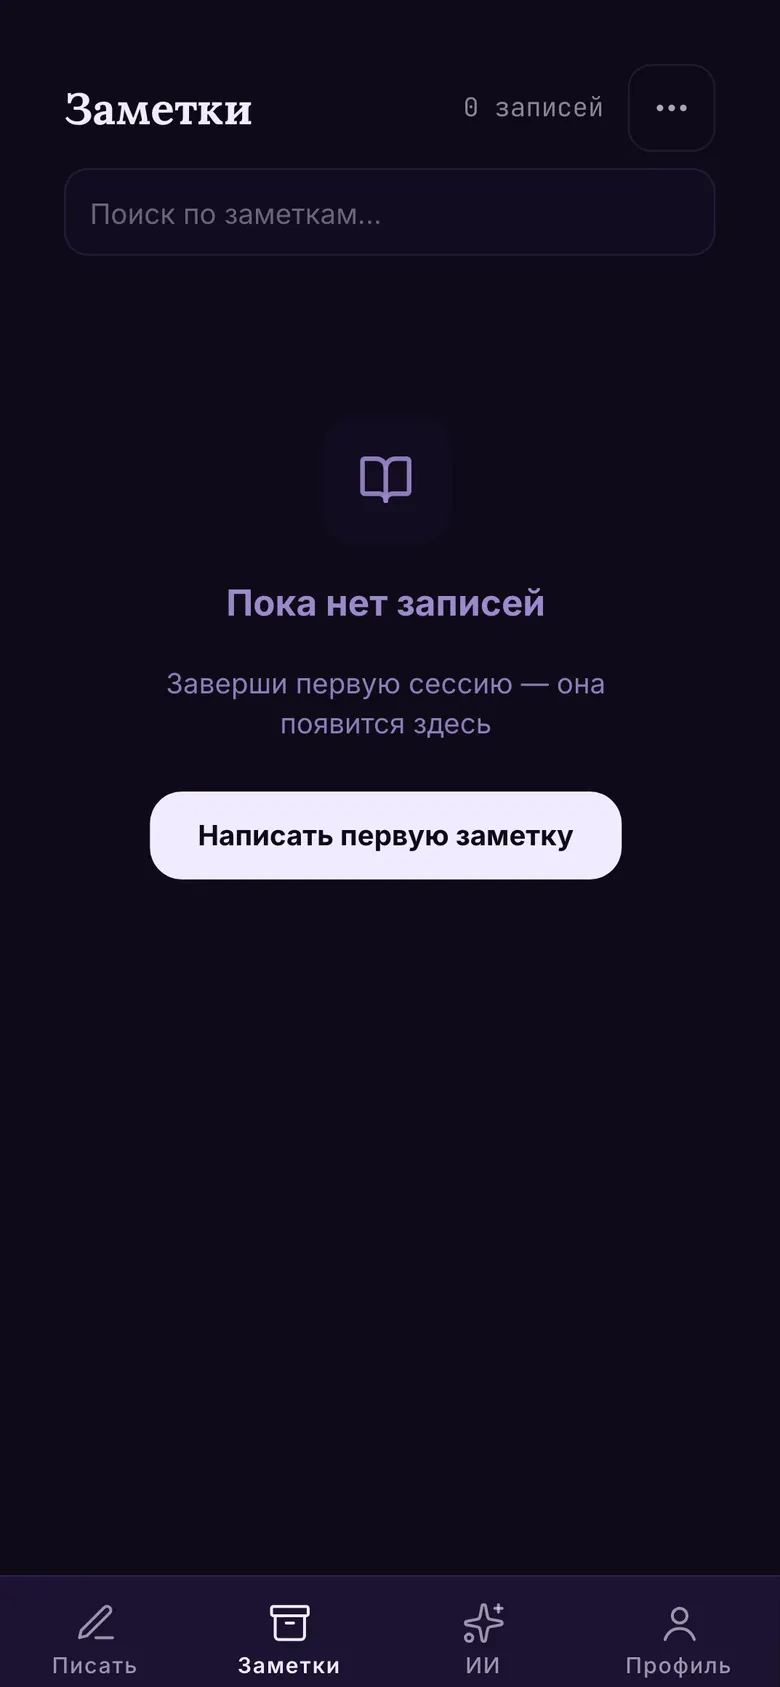 Заметки
0 записей
Поиск по заметкам...
Пока нет записей
Заверши первую сессию — она
появится здесь
Написать первую заметку
Писать
Заметки
ИИ
Профиль